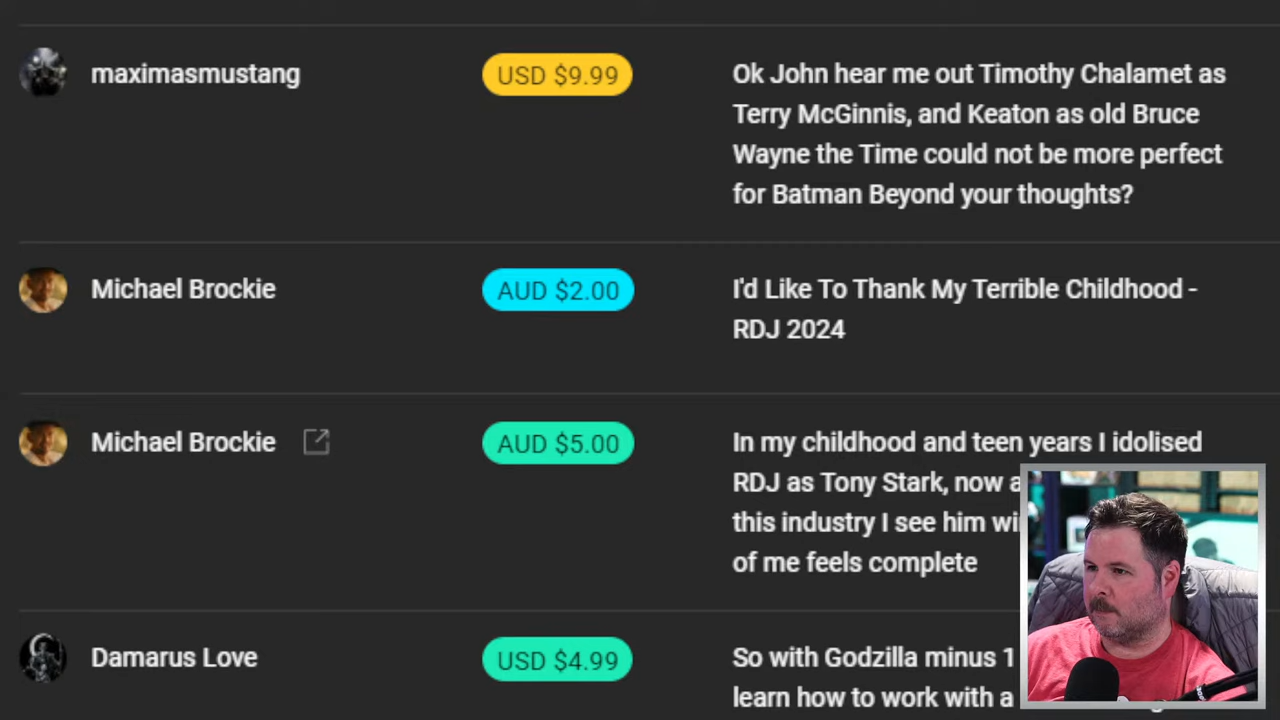 maximasmustang
USD $9.99
Ok John hear me out Timothy Chalamet as
Terry McGinnis, and Keaton as old Bruce
Wayne the Time could not be more perfect
for Batman Beyond your thoughts?
Michael Brockie
AUD $2.00
I'd Like To Thank My Terrible Childhood -
RDJ 2024
Michael Brockie
AUD $5.00
In my childhood and teen years I idolised
RDJ as Tony Stark, now
this industry I see him
of me feels complete
Damarus Love
USD $4.99
So with Godzilla minus 1
learn how to work with a